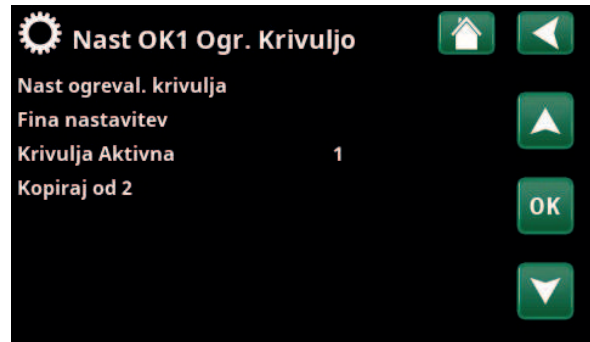 Nast OK1 Ogr. Krivuljo
Nast ogreval. krivulja
Fina nastavitev
Krivulja Aktivna 1
Kopiraj od 2
OK